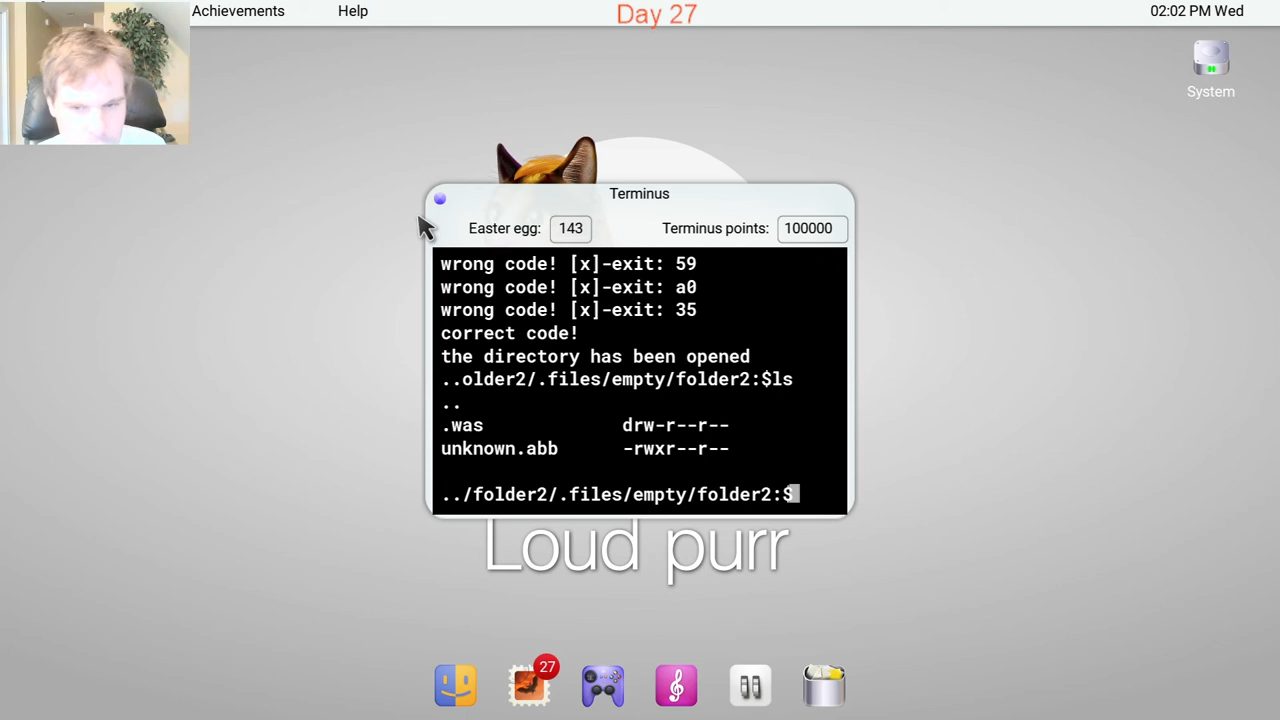 Achievements Help Day 27 02:02 PM Wed
System
Terminus
Easter egg: 143 Terminus points: 100000
wrong code! [x]-exit: 59
wrong code! [x]-exit: a0
wrong code! [x]-exit: 35
correct code!
the directory has been opened
..older2/.files/empty/folder2:$ls
..
.was drw-r--r--
unknown.abb -rwxr--r--
../folder2/.files/empty/folder2:$
Loud purr
27